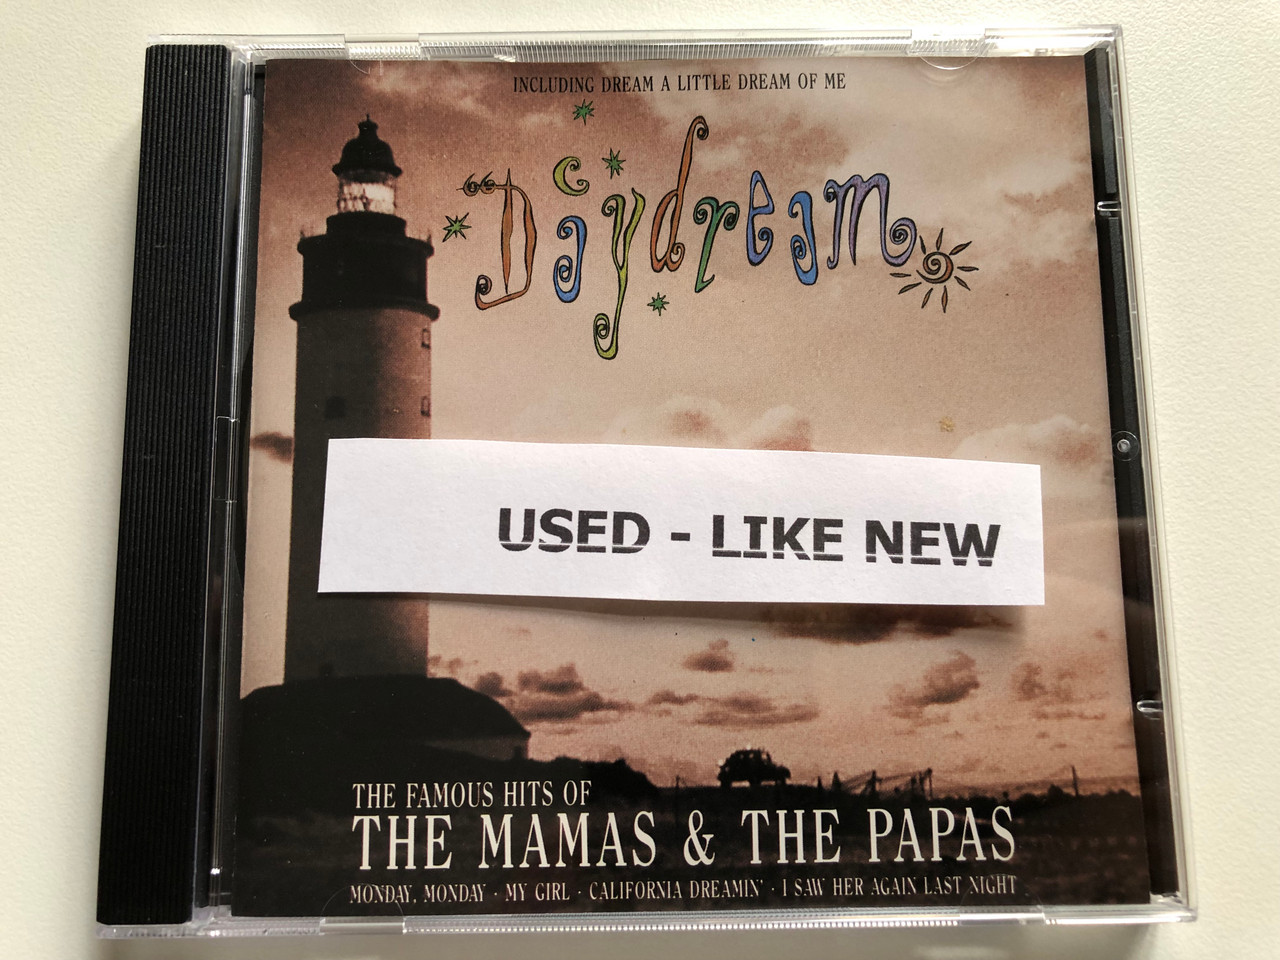 INCLUDING DREAM A LITTLE DREAM OF ME
"Daydream
USED - LIKE NEW
THE FAMOUS HITS OF
THE MAMAS & THE PAPAS
MONDAY, MONDAY · MY GIRL · CALIFORNIA DREAMIN' · I SAW HER AGAIN LAST NIGHT